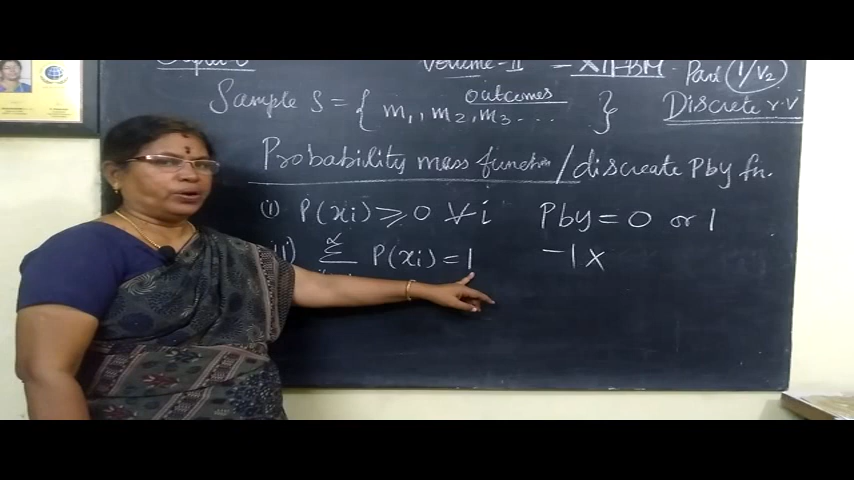 Volume-II - XI-BM Part 1/V2
Sample S = { m1, m2, m3 ... } outcomes Discrete r.v
Probability mass function / discreate Pby fn.
(i) P(xi) ≥ 0 ∀ i Pby = 0 or 1
(ii) Σ P(xi) = 1 -1 x